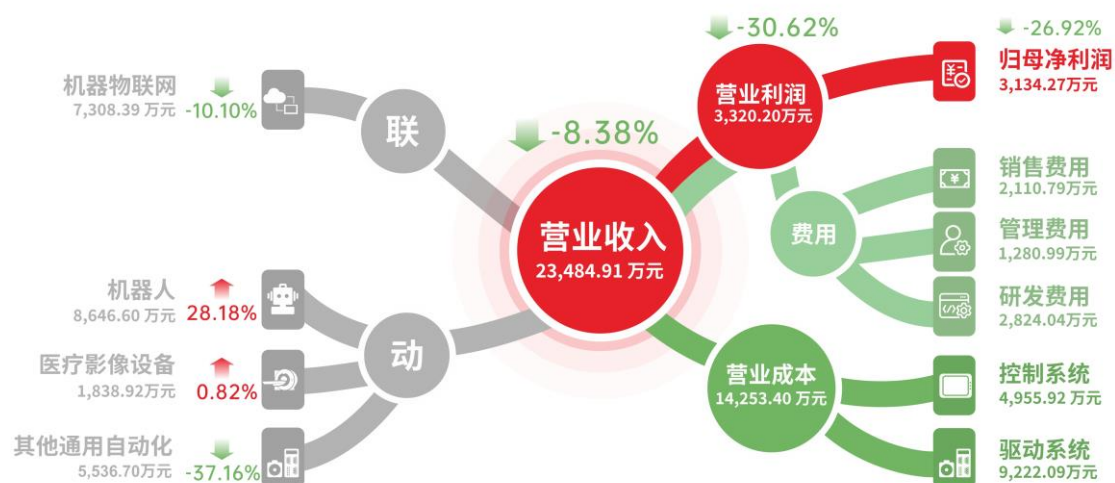 -30.62%
-26.92%
归母净利润
3,134.27万元
营业利润
3,320.20万元
机器物联网
7,308.39 万元
-10.10%
联
-8.38%
营业收入
23,484.91 万元
销售费用
2,110.79万元
费用
管理费用
1,280.99万元
研发费用
2,824.04万元
机器人
8,646.60 万元
28.18%
动
医疗影像设备
1,838.92万元
0.82%
营业成本
14,253.40 万元
控制系统
4,955.92 万元
其他通用自动化
5,536.70万元
-37.16%
驱动系统
9,222.09万元